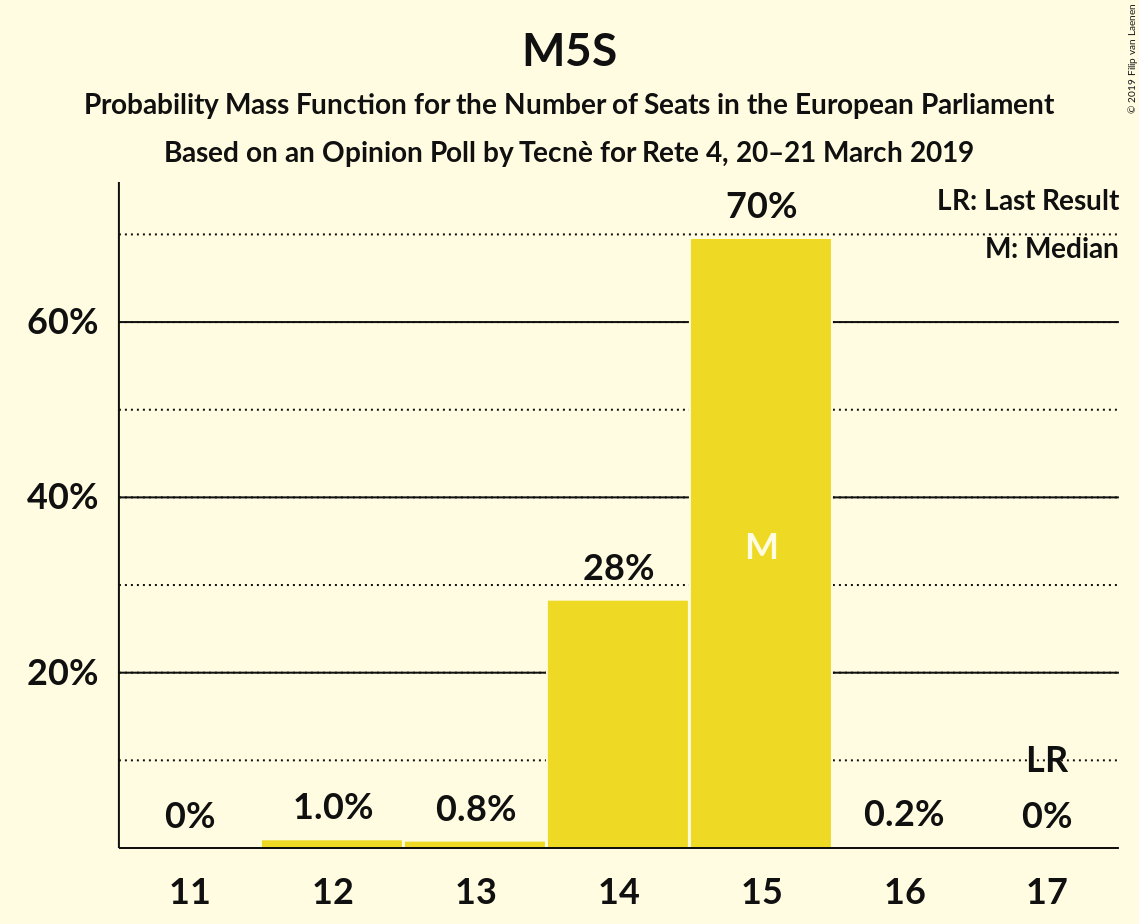 M5S
Probability Mass Function for the Number of Seats in the European Parliament
Based on an Opinion Poll by Tecnè for Rete 4, 20–21 March 2019
© 2019 Filip van Laenen
LR: Last Result
M: Median
60%
40%
20%
0%
1.0%
0.8%
28%
70%
M
0.2%
LR
0%
11
12
13
14
15
16
17